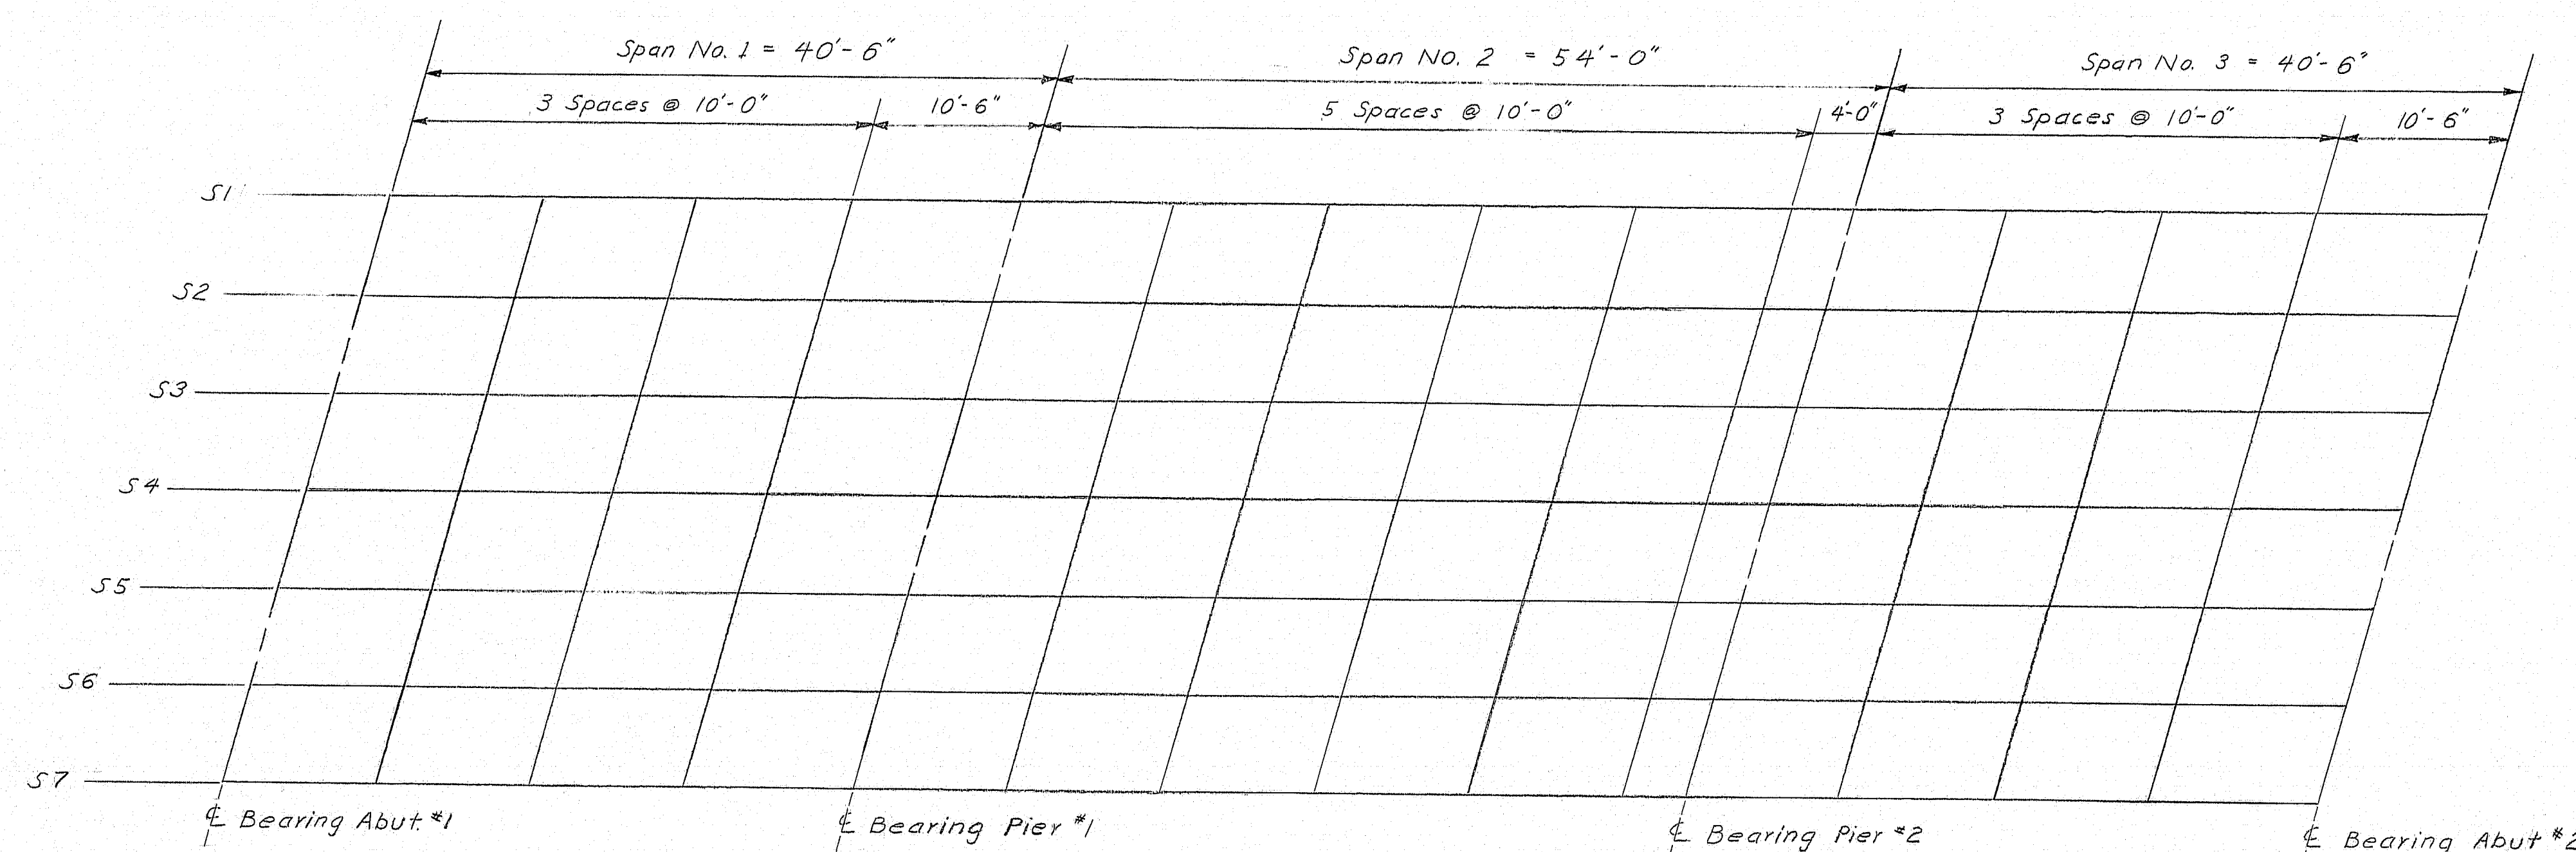 Span No. 1 = 40'-6"
Span No. 2 = 54'-0"
Span No. 3 = 40'-6"
3 Spaces @ 10'-0"
10'-6"
5 Spaces @ 10'-0"
4'-0"
3 Spaces @ 10'-0"
10'-6"
S1
S2
S3
S4
S5
S6
S7
℄ Bearing Abut. #1
℄ Bearing Pier #1
℄ Bearing Pier #2
℄ Bearing Abut #2